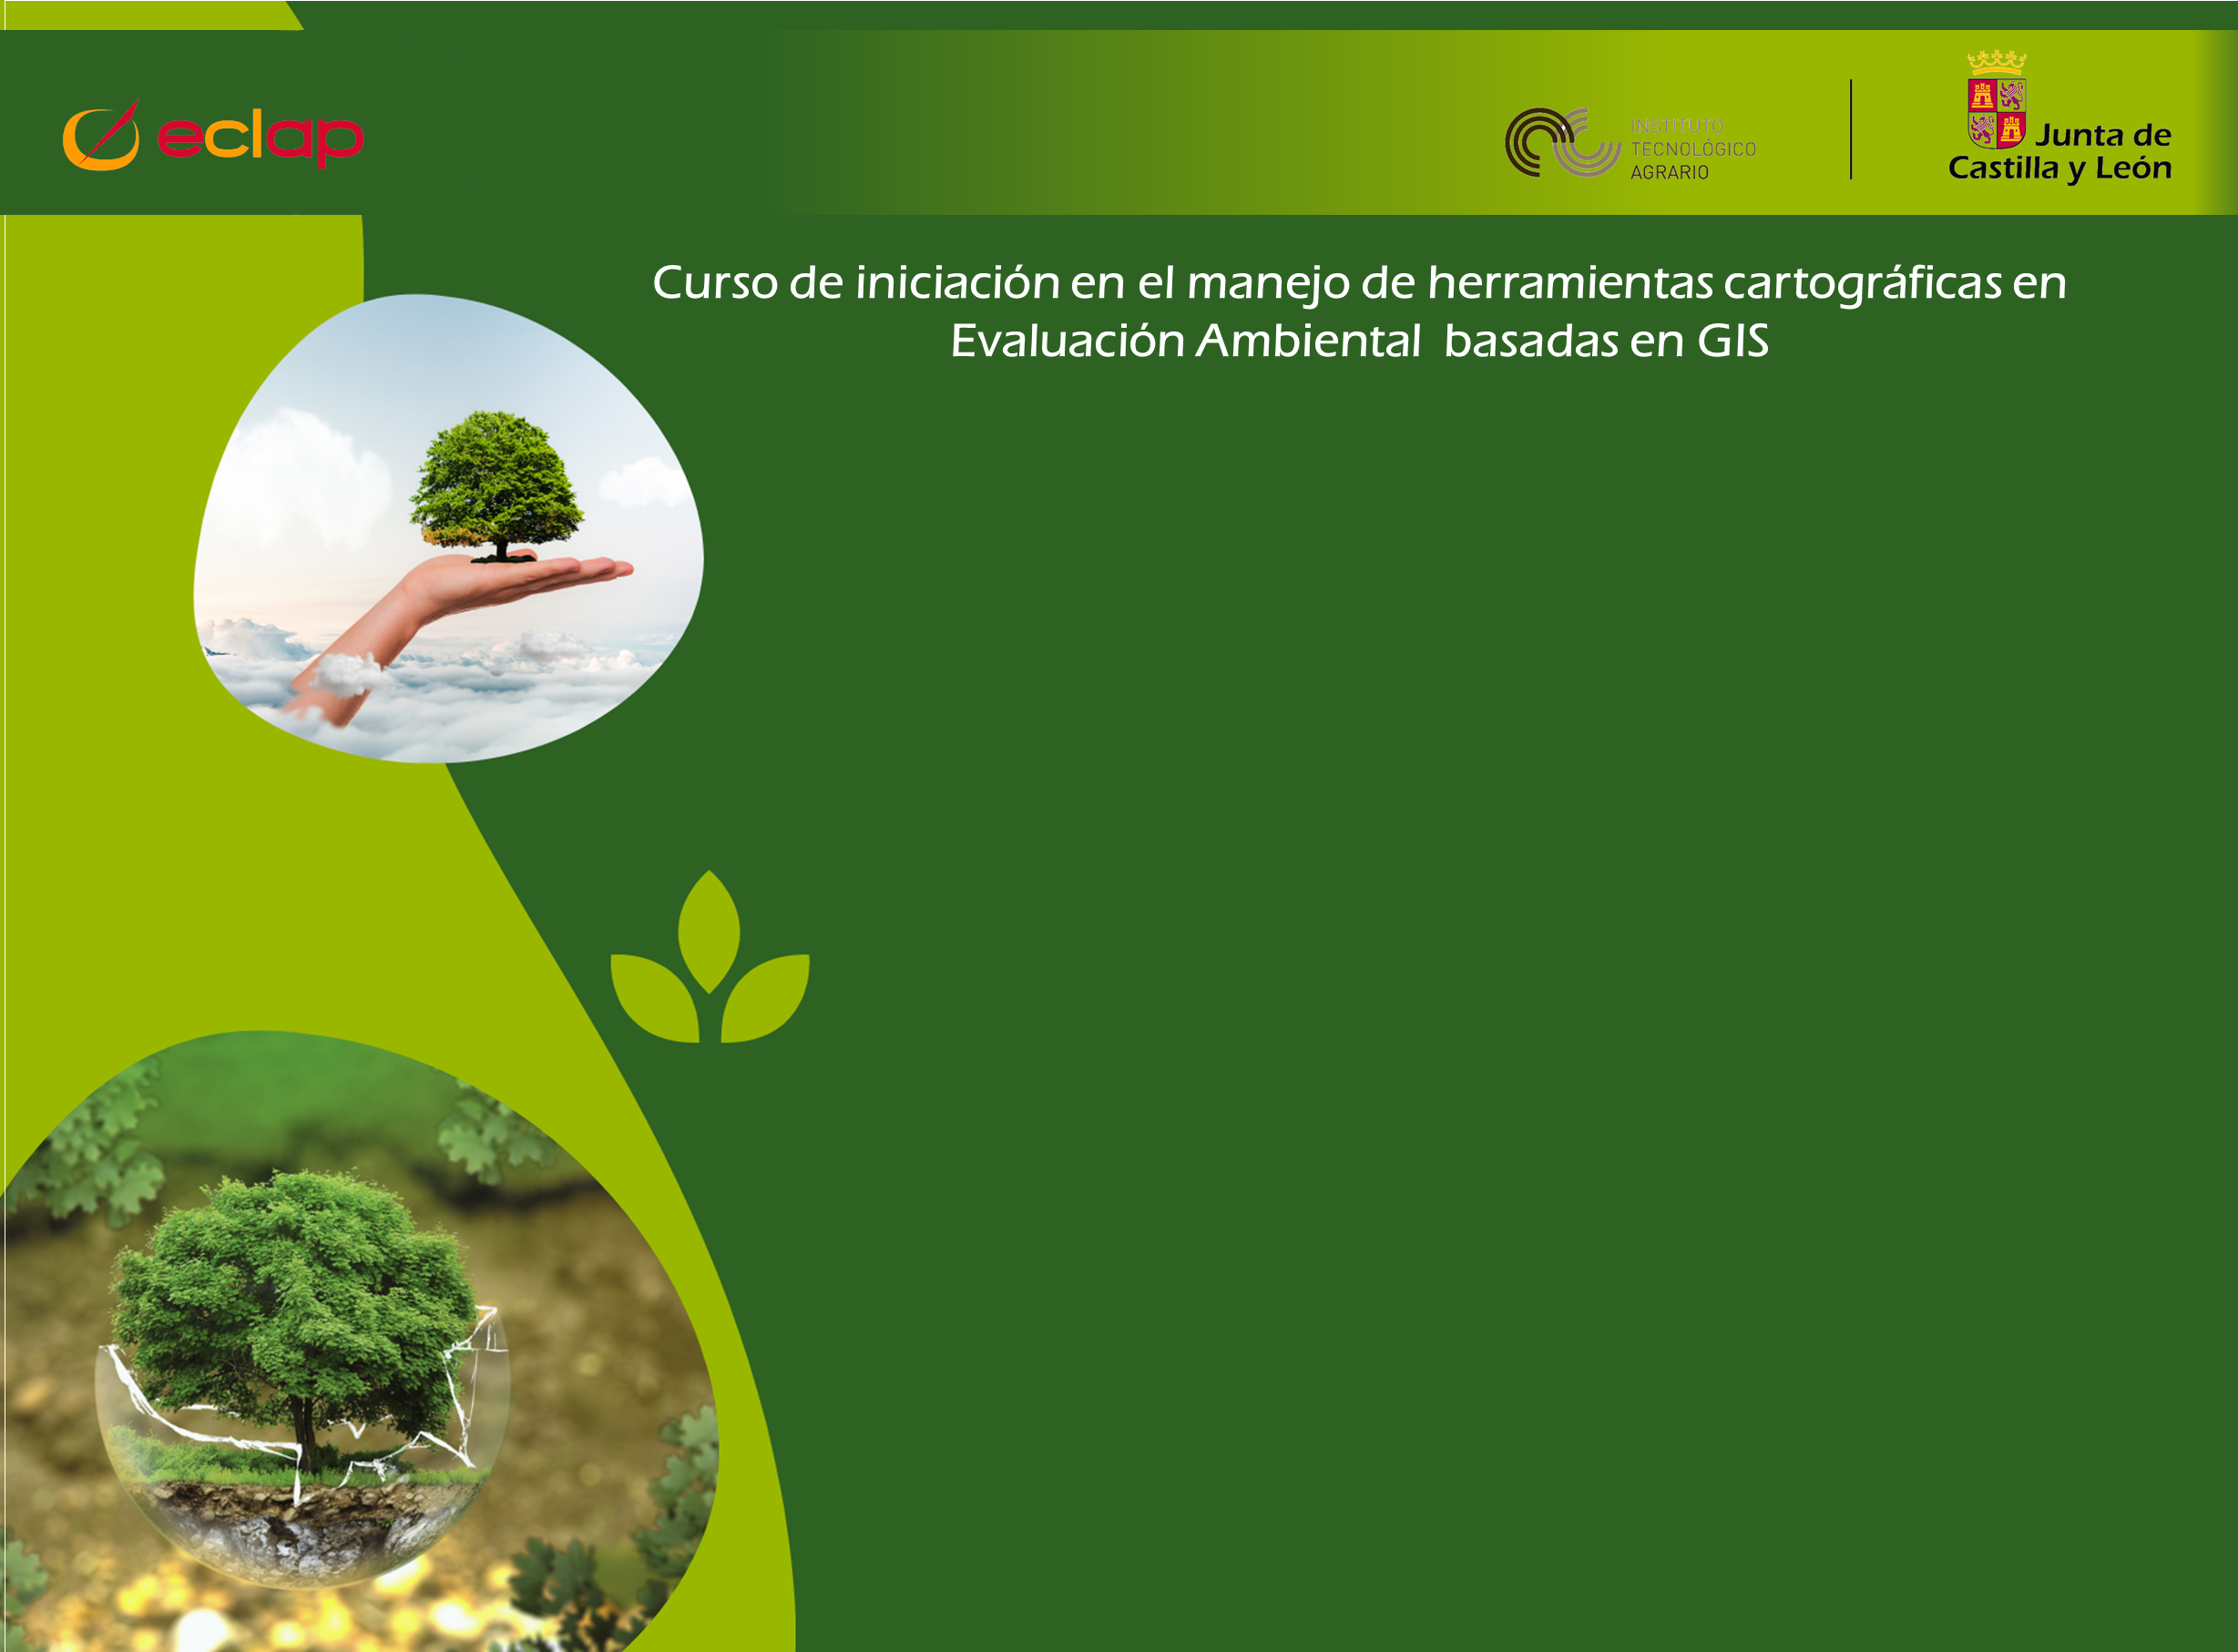 eclap
INSTITUTO
TECNOLÓGICO
AGRARIO
Junta de
Castilla y León
Curso de iniciación en el manejo de herramientas cartográficas en
Evaluación Ambiental  basadas en GIS